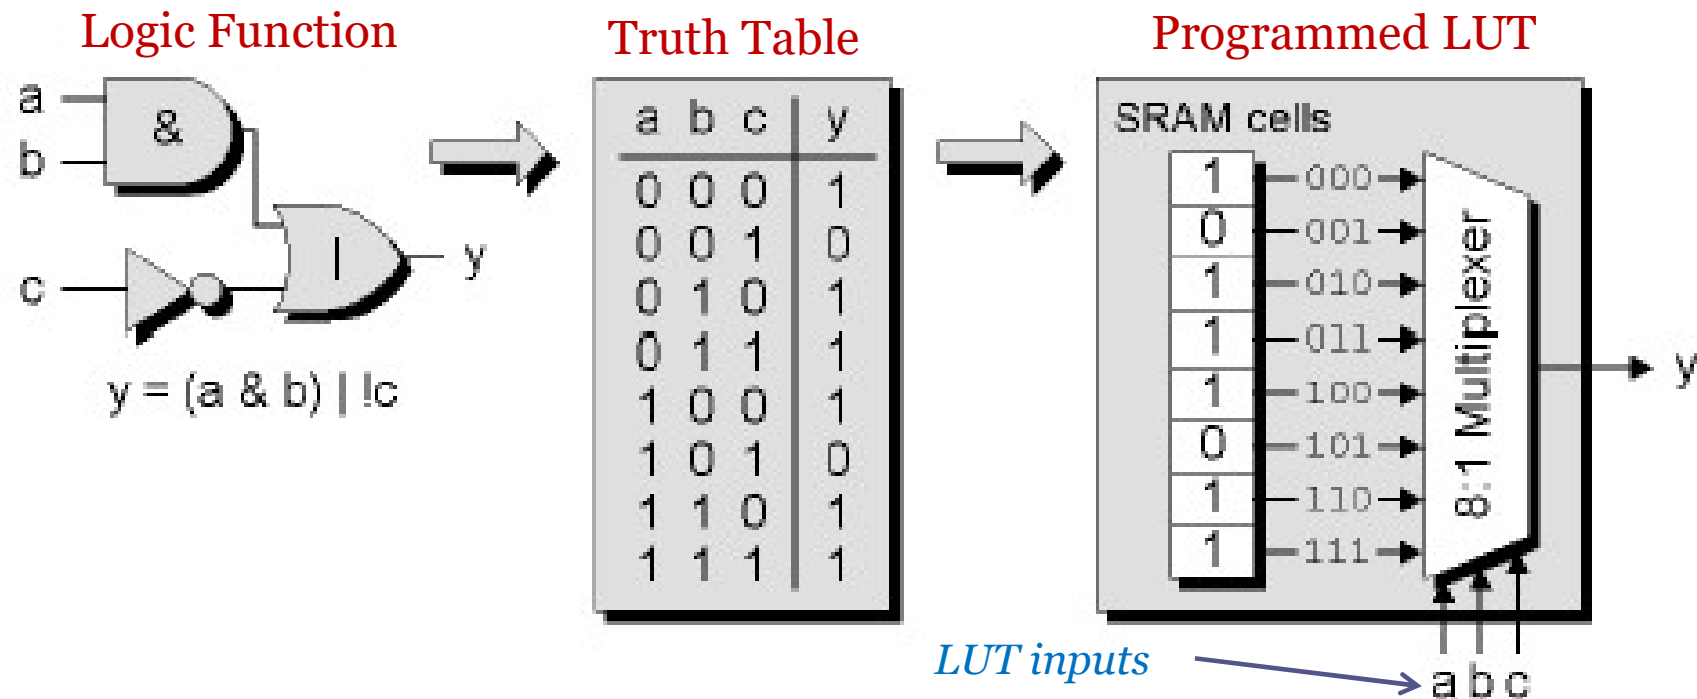 Logic Function
a
&
b
|
y
c
y = (a & b) | !c
Truth Table
a b c y
0 0 0 1
0 0 1 0
0 1 0 1
0 1 1 1
1 0 0 1
1 0 1 0
1 1 0 1
1 1 1 1
Programmed LUT
SRAM cells
1 000
0 001
1 010
1 011
1 100
0 101
1 110
1 111
8:1 Multiplexer
y
LUT inputs
a b c